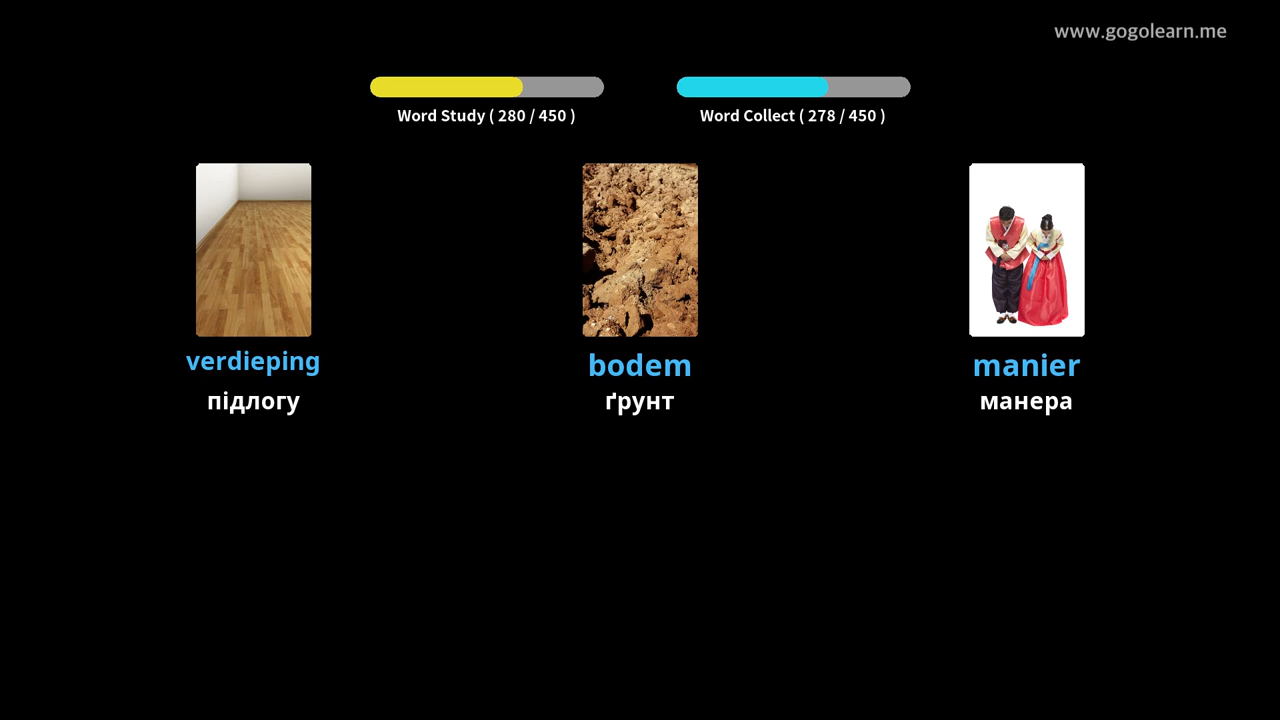 www.gogolearn.me
Word Study ( 280 / 450 )
Word Collect ( 278 / 450 )
verdieping
bodem
manier
підлогу
ґрунт
манера